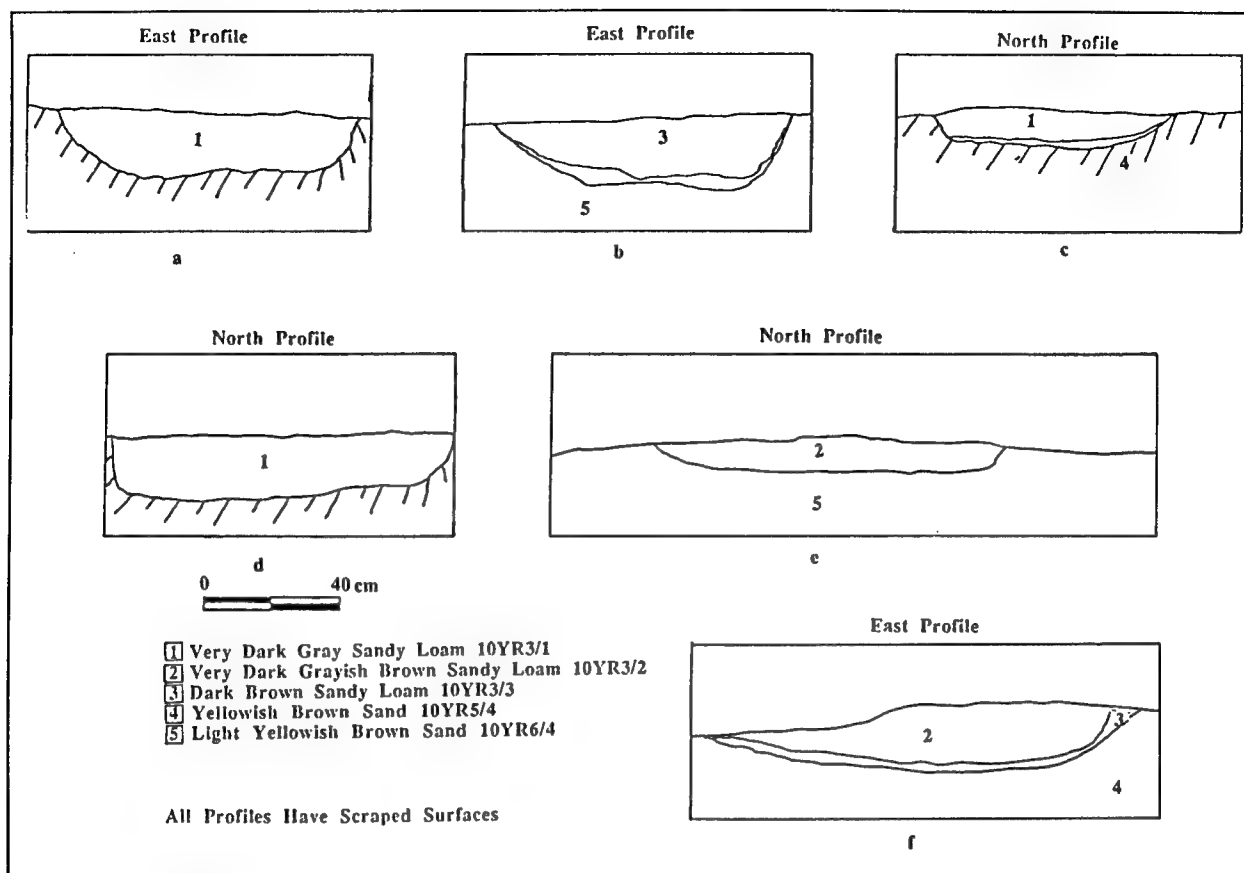 East Profile
1
a
East Profile
3
5
b
North Profile
1
4
c
North Profile
1
d
North Profile
2
5
e
0 40 cm
1 Very Dark Gray Sandy Loam 10YR3/1
2 Very Dark Grayish Brown Sandy Loam 10YR3/2
3 Dark Brown Sandy Loam 10YR3/3
4 Yellowish Brown Sand 10YR5/4
5 Light Yellowish Brown Sand 10YR6/4
All Profiles Have Scraped Surfaces
East Profile
3
2
4
f